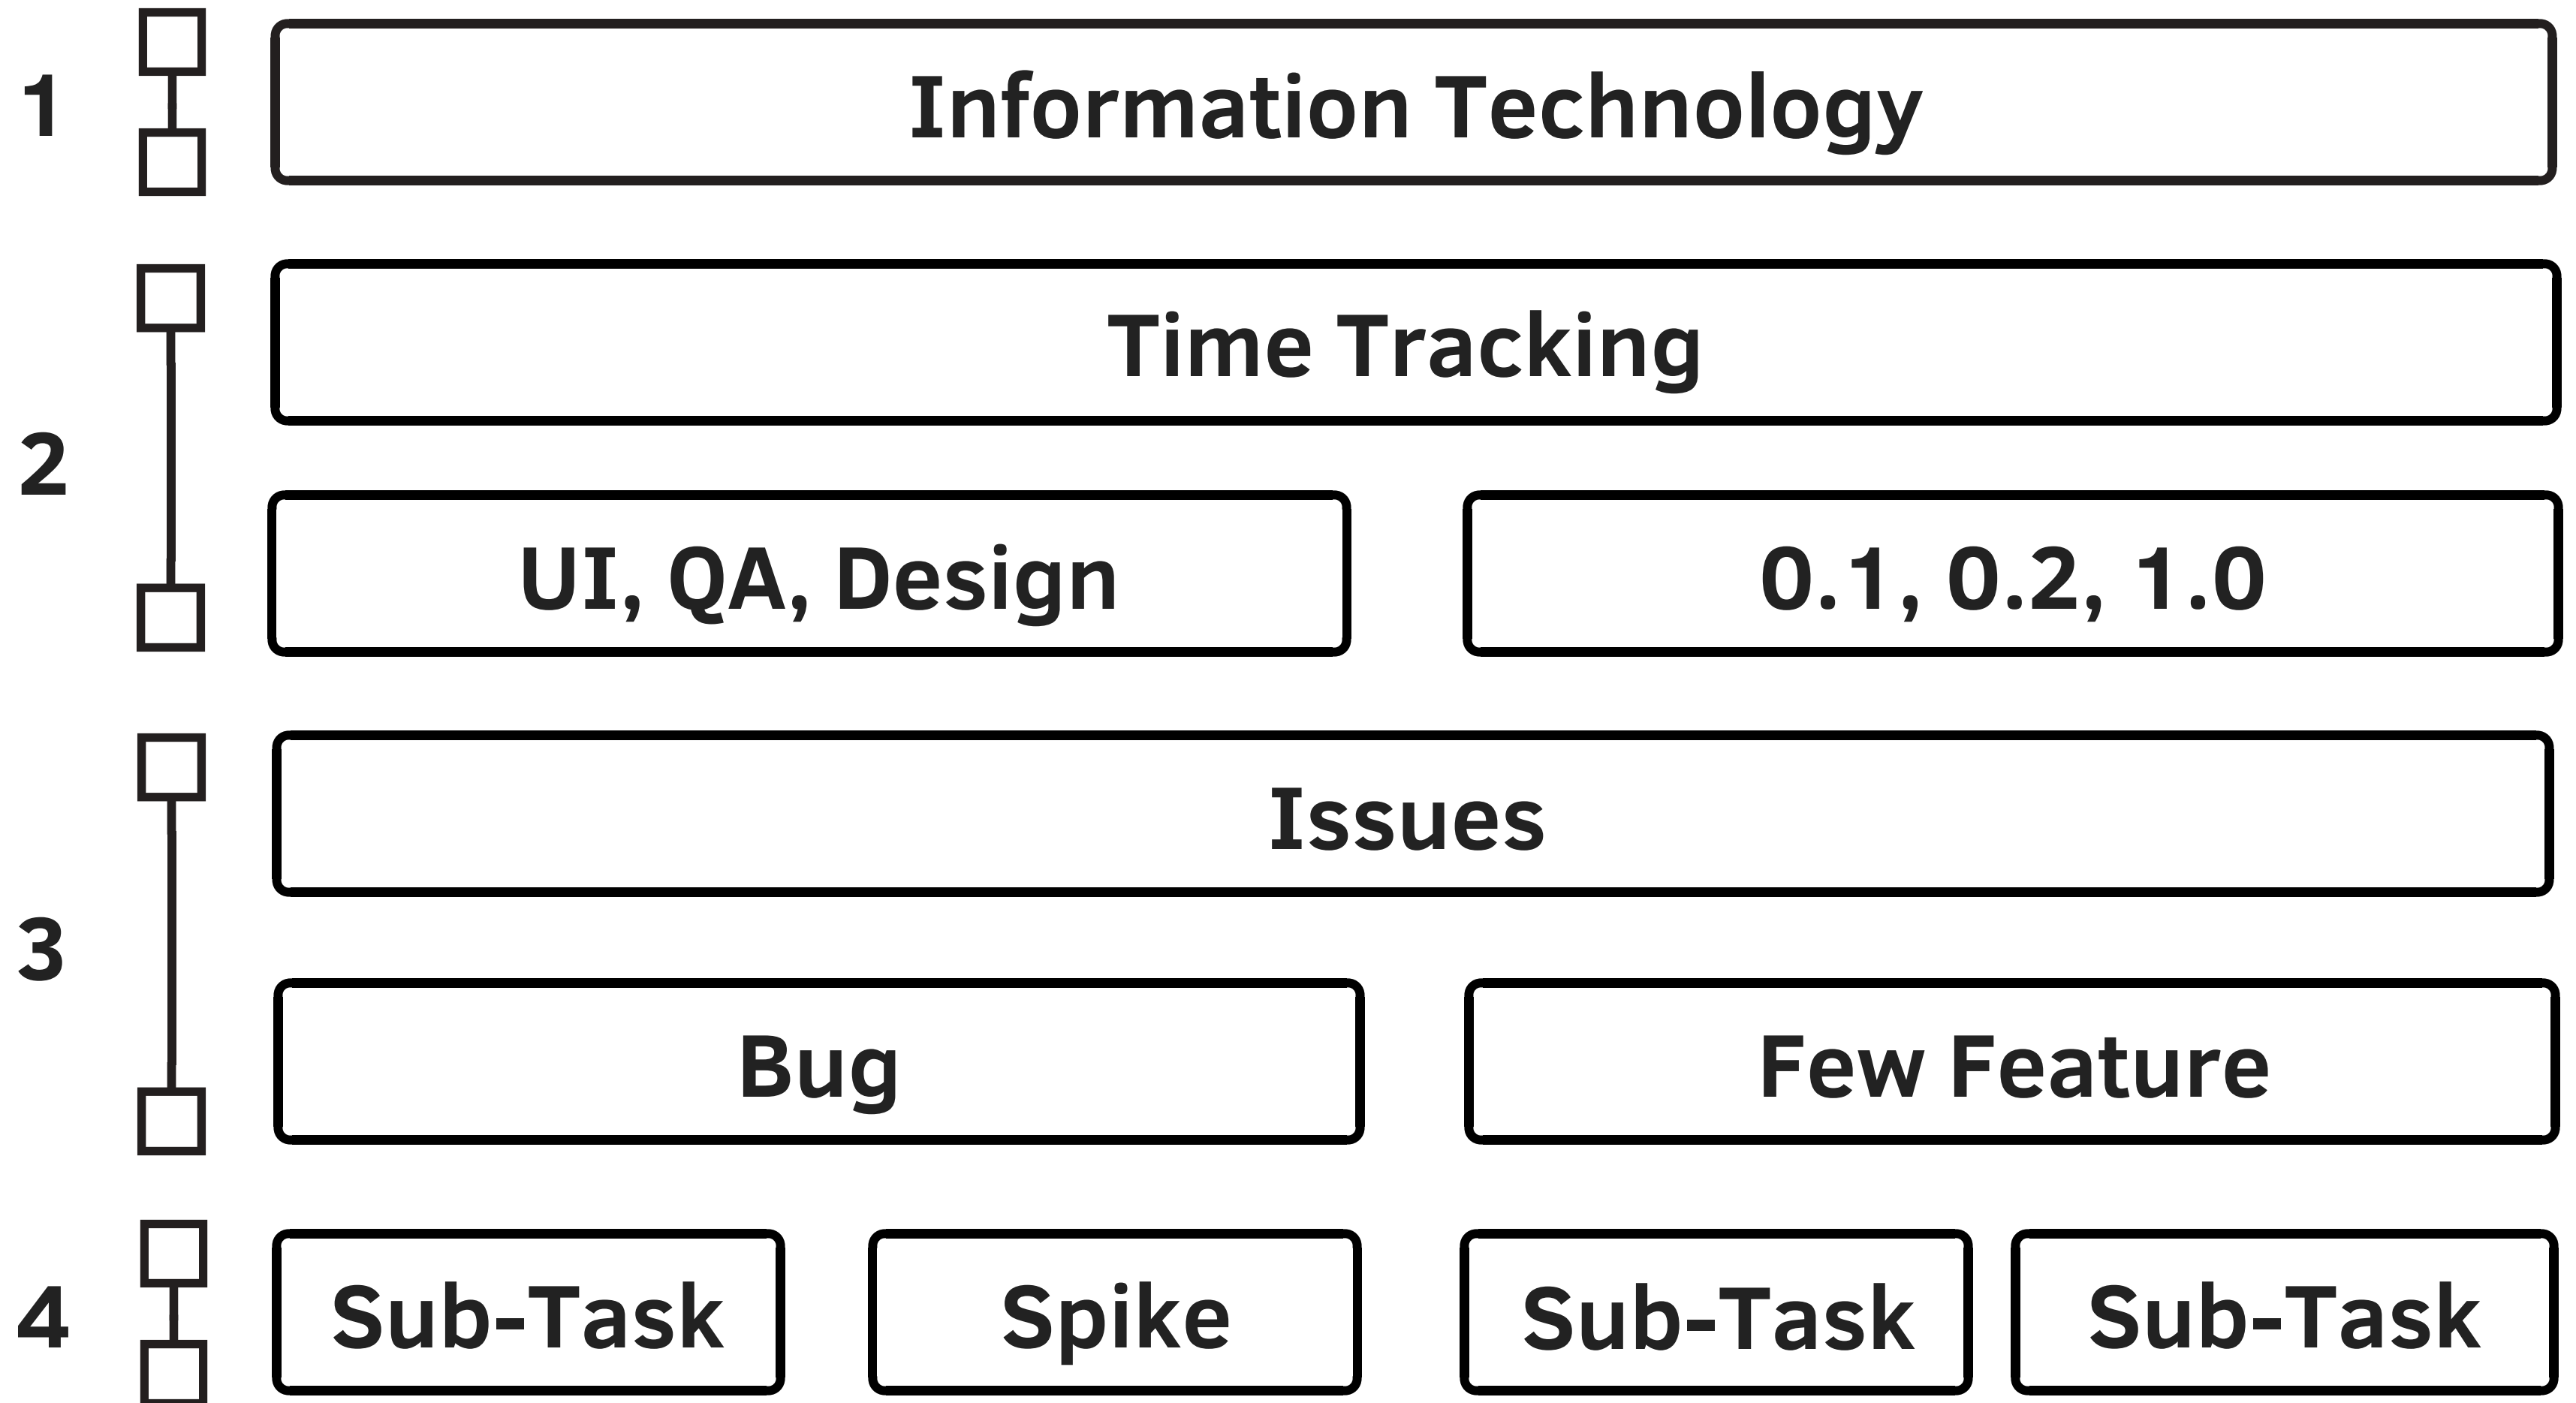 1
Information Technology
2
Time Tracking
UI, QA, Design
0.1, 0.2, 1.0
3
Issues
Bug
Few Feature
4
Sub-Task
Spike
Sub-Task
Sub-Task